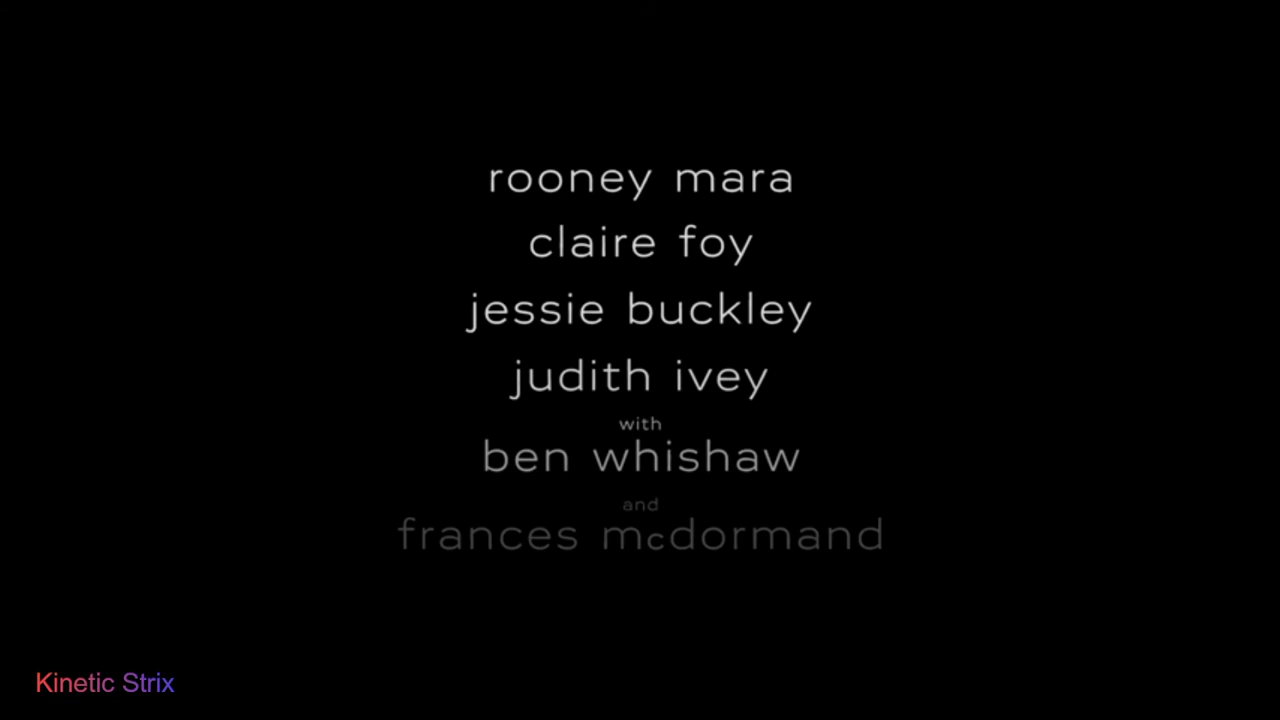 rooney mara
claire foy
jessie buckley
judith ivey
with
ben whishaw
and
frances mcdormand
Kinetic Strix